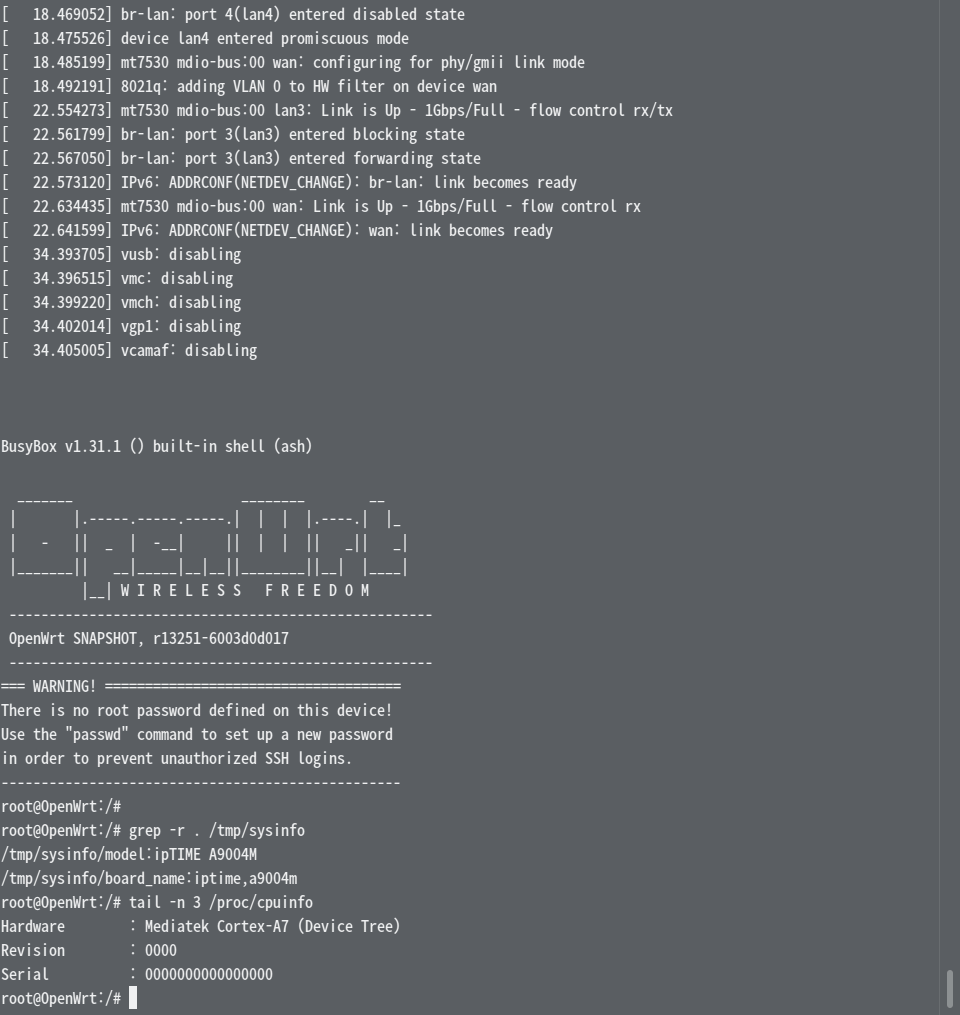 [   18.469052] br-lan: port 4(lan4) entered disabled state
[   18.475526] device lan4 entered promiscuous mode
[   18.485199] mt7530 mdio-bus:00 wan: configuring for phy/gmii link mode
[   18.492191] 8021q: adding VLAN 0 to HW filter on device wan
[   22.554273] mt7530 mdio-bus:00 lan3: Link is Up - 1Gbps/Full - flow control rx/tx
[   22.561799] br-lan: port 3(lan3) entered blocking state
[   22.567050] br-lan: port 3(lan3) entered forwarding state
[   22.573120] IPv6: ADDRCONF(NETDEV_CHANGE): br-lan: link becomes ready
[   22.634435] mt7530 mdio-bus:00 wan: Link is Up - 1Gbps/Full - flow control rx
[   22.641599] IPv6: ADDRCONF(NETDEV_CHANGE): wan: link becomes ready
[   34.393705] vusb: disabling
[   34.396515] vmc: disabling
[   34.399220] vmch: disabling
[   34.402014] vgp1: disabling
[   34.405005] vcamaf: disabling
BusyBox v1.31.1 () built-in shell (ash)
  _______                     ________        __
 |       |.-----.-----.-----.|  |  |  |.----.|  |_
 |   -   ||  _  |  -__|     ||  |  |  ||   _||   _|
 |_______||   __|_____|__|__||________||__|  |____|
          |__| W I R E L E S S   F R E E D O M
 -----------------------------------------------------
 OpenWrt SNAPSHOT, r13251-6003d0d017
 -----------------------------------------------------
=== WARNING! =====================================
There is no root password defined on this device!
Use the "passwd" command to set up a new password
in order to prevent unauthorized SSH logins.
--------------------------------------------------
root@OpenWrt:/#
root@OpenWrt:/# grep -r . /tmp/sysinfo
/tmp/sysinfo/model:ipTIME A9004M
/tmp/sysinfo/board_name:iptime,a9004m
root@OpenWrt:/# tail -n 3 /proc/cpuinfo
Hardware        : Mediatek Cortex-A7 (Device Tree)
Revision        : 0000
Serial          : 0000000000000000
root@OpenWrt:/#